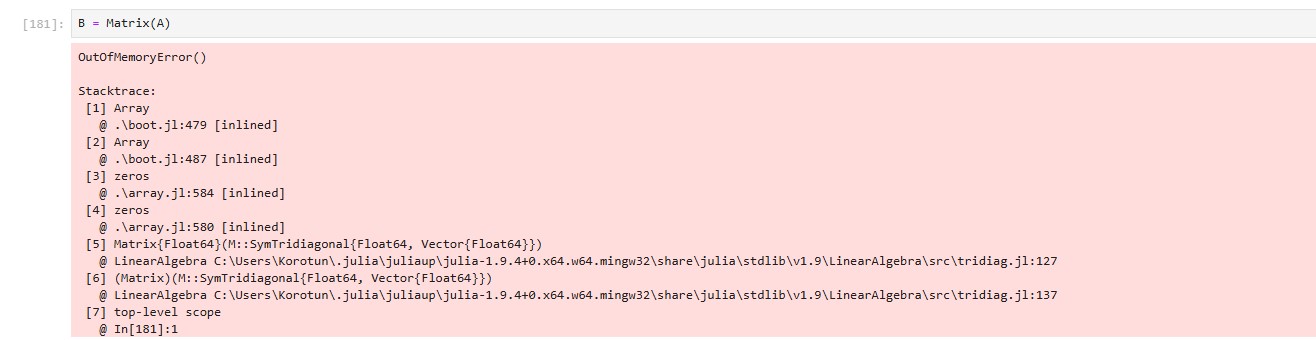 [181]: B = Matrix(A)
OutOfMemoryError()
Stacktrace:
[1] Array
@ .\boot.jl:479 [inlined]
[2] Array
@ .\boot.jl:487 [inlined]
[3] zeros
@ .\array.jl:584 [inlined]
[4] zeros
@ .\array.jl:580 [inlined]
[5] Matrix{Float64}(M::SymTridiagonal{Float64, Vector{Float64}})
@ LinearAlgebra C:\Users\Korotun\.julia\juliaup\julia-1.9.4+0.x64.w64.mingw32\share\julia\stdlib\v1.9\LinearAlgebra\src\tridiag.jl:127
[6] (Matrix)(M::SymTridiagonal{Float64, Vector{Float64}})
@ LinearAlgebra C:\Users\Korotun\.julia\juliaup\julia-1.9.4+0.x64.w64.mingw32\share\julia\stdlib\v1.9\LinearAlgebra\src\tridiag.jl:137
[7] top-level scope
@ In[181]:1